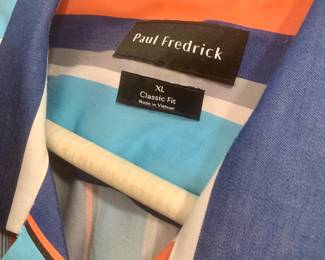 Paul Fredrick
XL
Classic Fit
Made in Vietnam